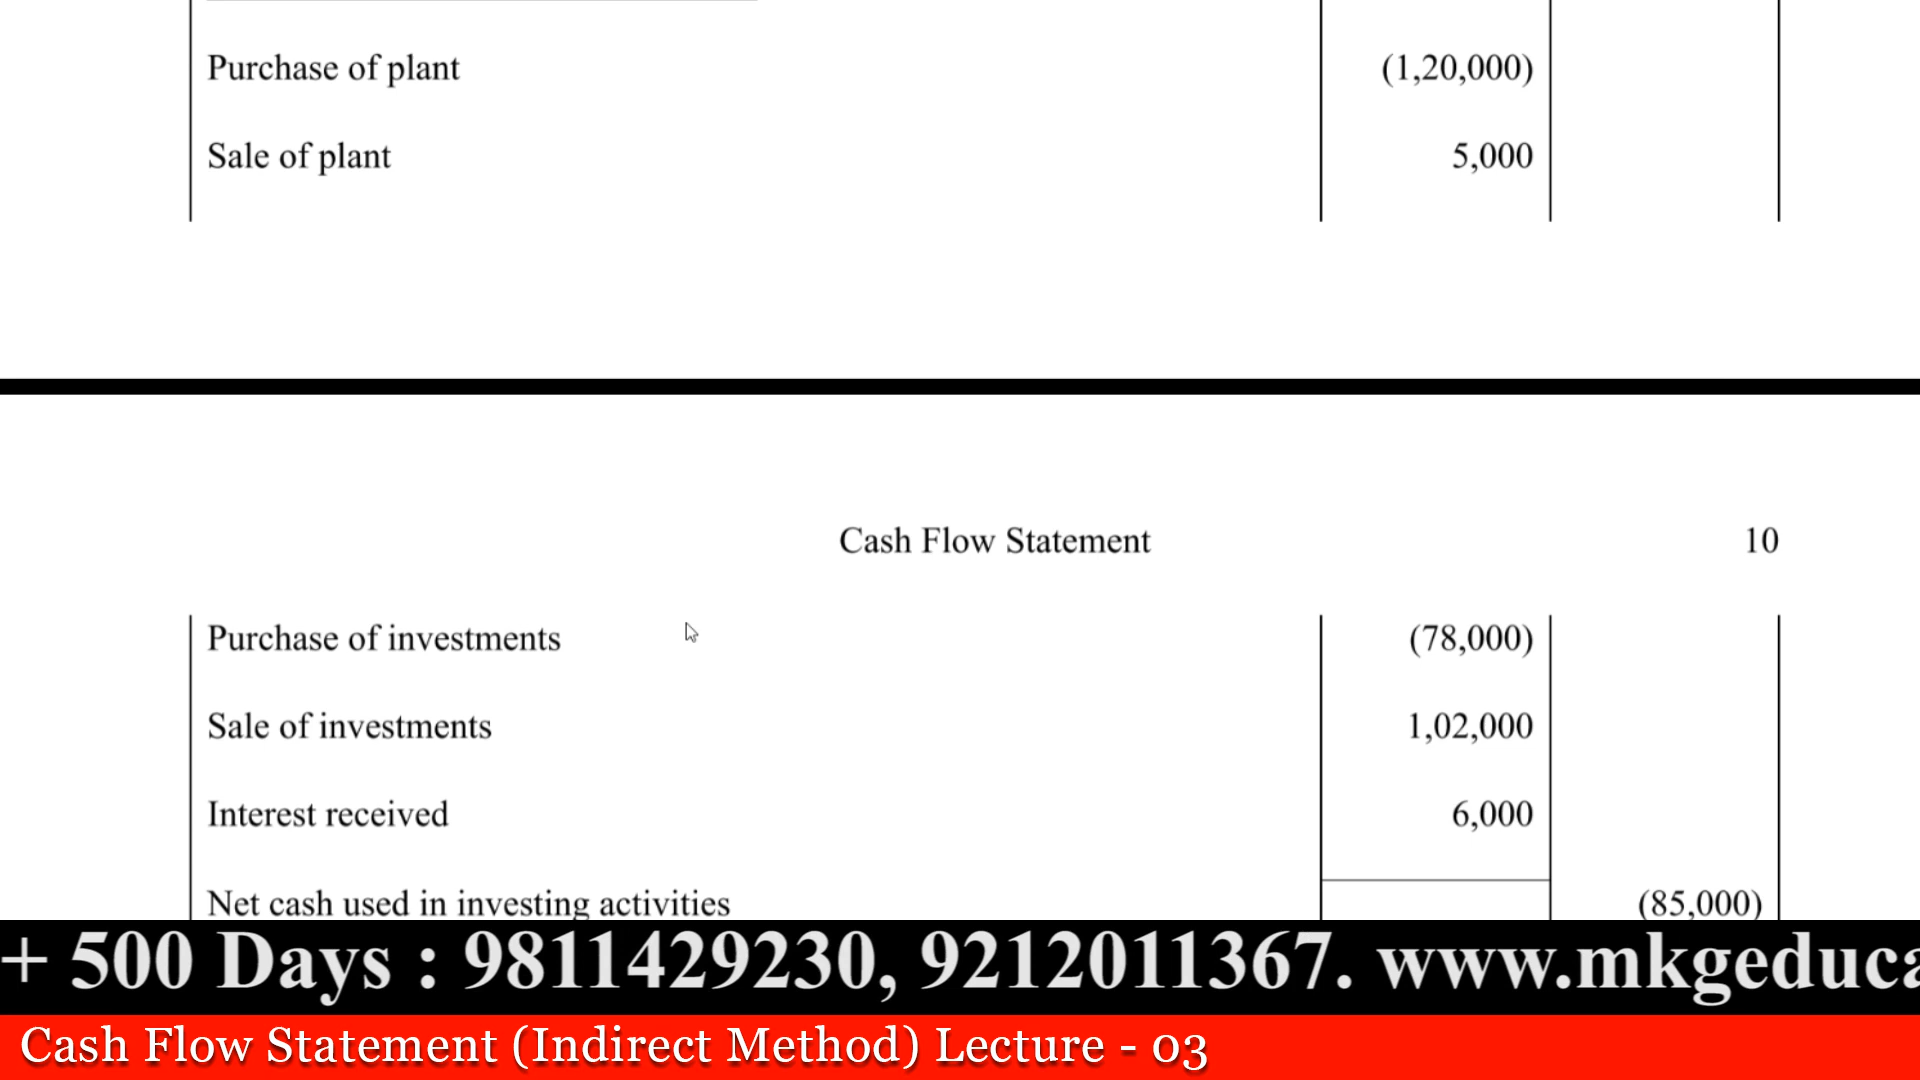 Purchase of plant (1,20,000)
Sale of plant 5,000
Cash Flow Statement 10
Purchase of investments (78,000)
Sale of investments 1,02,000
Interest received 6,000
Net cash used in investing activities (85,000)
+ 500 Days : 9811429230, 9212011367. www.mkgeduca
Cash Flow Statement (Indirect Method) Lecture - 03